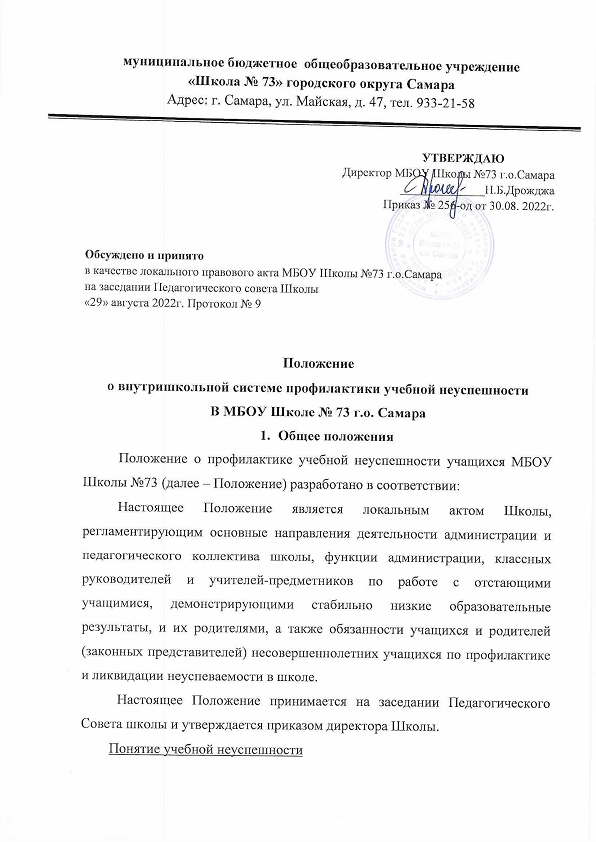 муниципальное бюджетное общеобразовательное учреждение
«Школа № 73» городского округа Самара
Адрес: г. Самара, ул. Майская, д. 47, тел. 933-21-58
УТВЕРЖДАЮ
Директор МБОУ Школы №73 г.о.Самара
Н.Б.Дрожджа
Приказ № 256-од от 30.08. 2022г.
Обсуждено и принято
в качестве локального правового акта МБОУ Школы №73 г.о.Самара
на заседании Педагогического совета Школы
«29» августа 2022г. Протокол № 9
Положение
о внутришкольной системе профилактики учебной неуспешности
В МБОУ Школе № 73 г.о. Самара
1. Общее положения
Положение о профилактике учебной неуспешности учащихся МБОУ
Школы №73 (далее – Положение) разработано в соответствии:
Настоящее Положение является локальным актом Школы,
регламентирующим основные направления деятельности администрации и
педагогического коллектива школы, функции администрации, классных
руководителей и учителей-предметников по работе с отстающими
учащимися, демонстрирующими стабильно низкие образовательные
результаты, и их родителями, а также обязанности учащихся и родителей
(законных представителей) несовершеннолетних учащихся по профилактике
и ликвидации неуспеваемости в школе.
Настоящее Положение принимается на заседании Педагогического
Совета школы и утверждается приказом директора Школы.
Понятие учебной неуспешности